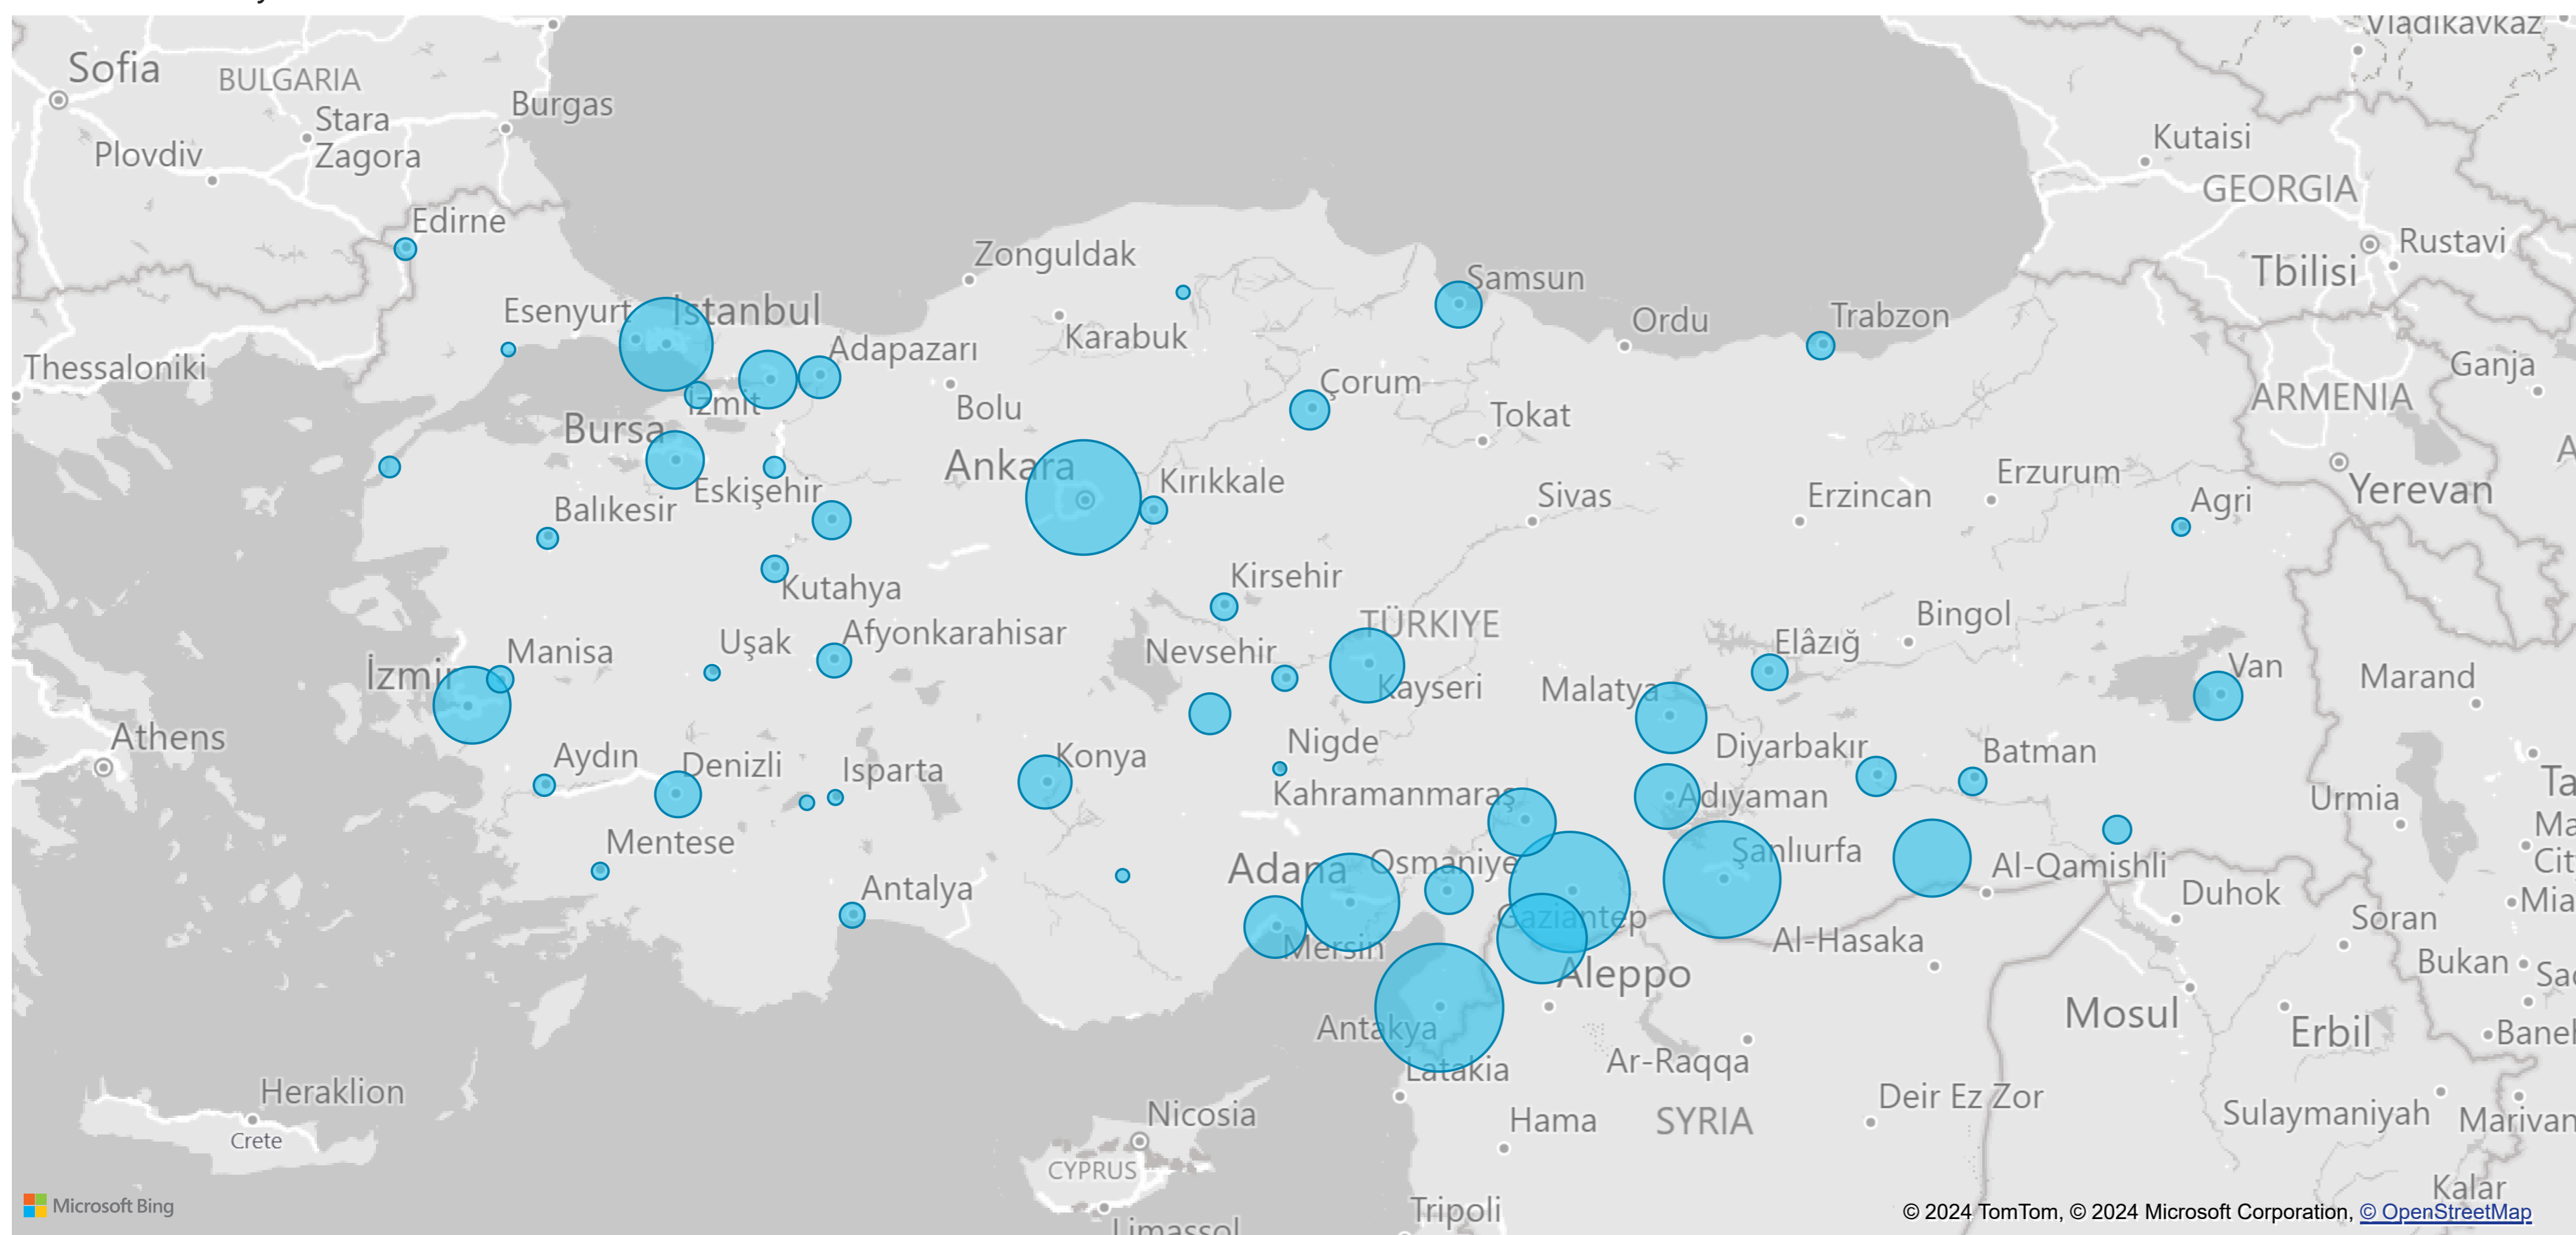 Vladikavkaz
Sofia
BULGARIA
Burgas
Stara
Zagora
Plovdiv
Kutaisi
GEORGIA
Edirne
Rustavi
Tbilisi
Zonguldak
Samsun
Esenyurt
Istanbul
Ordu
Trabzon
Karabuk
Adapazarı
Thessaloniki
Ganja
Çorum
ARMENIA
Izmit
Bolu
Tokat
Bursa
Ankara
Kırıkkale
Erzurum
Eskişehir
Sivas
Erzincan
Agri
Yerevan
Balıkesir
Kirsehir
Kutahya
TÜRKIYE
Bingol
Afyonkarahisar
Uşak
Elâzığ
Manisa
Nevsehir
Van
İzmir
Kayseri
Malatya
Marand
Athens
Nigde
Diyarbakır
Batman
Aydın
Denizli
Isparta
Konya
Kahramanmaraş
Adıyaman
Urmia
Mentese
Şanlıurfa
Adana
Osmaniye
Al-Qamishli
Antalya
Duhok
Gaziantep
Soran
Mersin
Al-Hasaka
Bukan
Aleppo
Mosul
Antakya
Erbil
Latakia
Ar-Raqqa
Heraklion
Deir Ez Zor
Nicosia
Hama
SYRIA
Sulaymaniyah
Marivan
Crete
CYPRUS
Kalar
Tripoli
Limassol
Microsoft Bing
© 2024 TomTom, © 2024 Microsoft Corporation, © OpenStreetMap